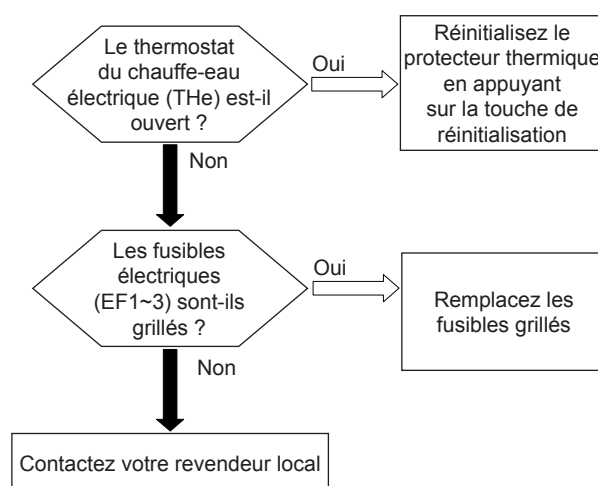 Le thermostat
du chauffe-eau
électrique (THe) est-il
ouvert ?
Oui
Réinitialisez le
protecteur thermique
en appuyant
sur la touche de
réinitialisation
Non
Les fusibles
électriques
(EF1~3) sont-ils
grillés ?
Oui
Remplacez les
fusibles grillés
Non
Contactez votre revendeur local